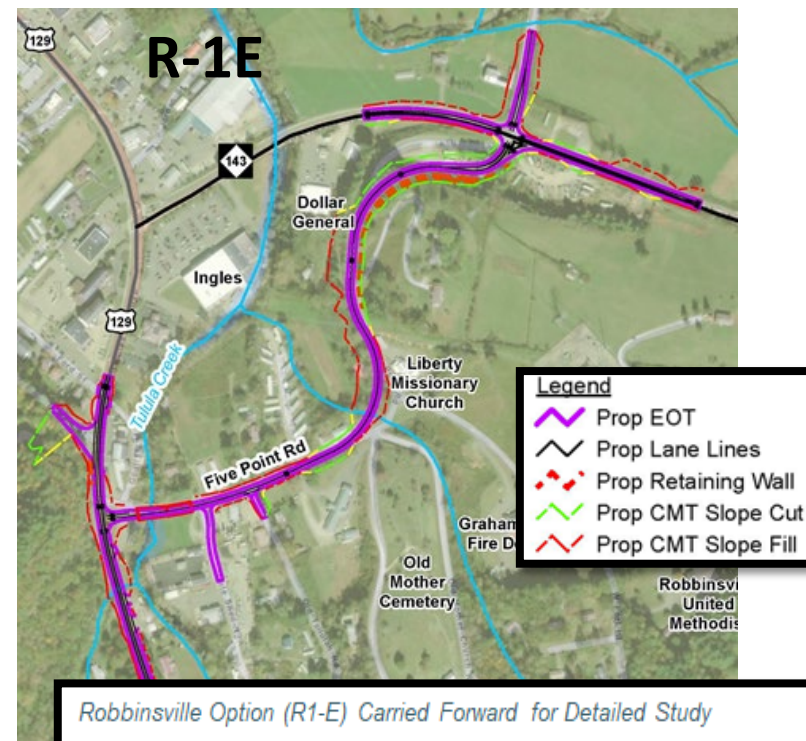 129
R-1E
143
Dollar
General
Ingles
129
Tulula Creek
Liberty
Missionary
Church
Five Point Rd
Legend
Prop EOT
Prop Lane Lines
Prop Retaining Wall
Prop CMT Slope Cut
Prop CMT Slope Fill
Graham
Fire D
Old
Mother
Cemetery
Robbinsvi
United
Methodis
Robbinsville Option (R1-E) Carried Forward for Detailed Study